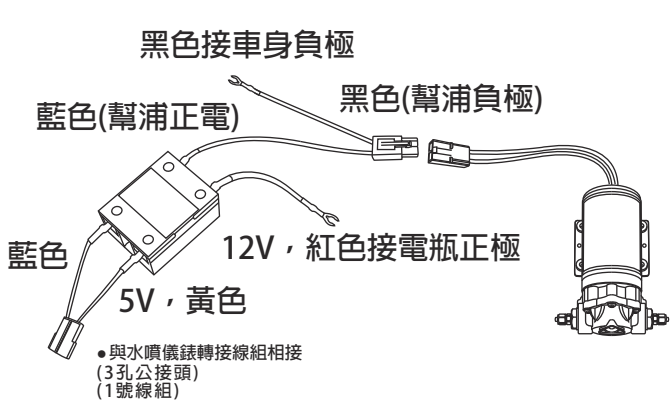 黑色接車身負極
黑色(幫浦負極)
藍色(幫浦正電)
藍色
12V，紅色接電瓶正極
5V，黃色
●與水噴儀錶轉接線組相接
(3孔公接頭)
(1號線組)